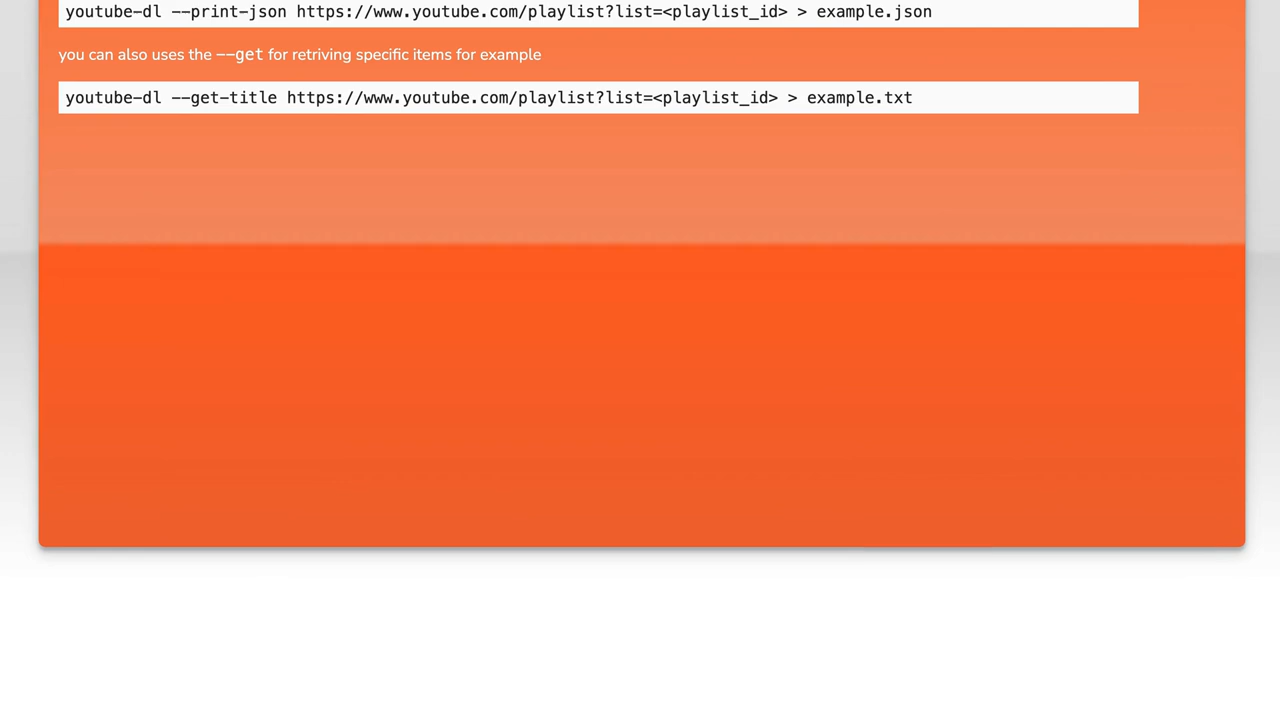 youtube-dl --print-json https://www.youtube.com/playlist?list=<playlist_id> > example.json
you can also uses the --get for retriving specific items for example
youtube-dl --get-title https://www.youtube.com/playlist?list=<playlist_id> > example.txt